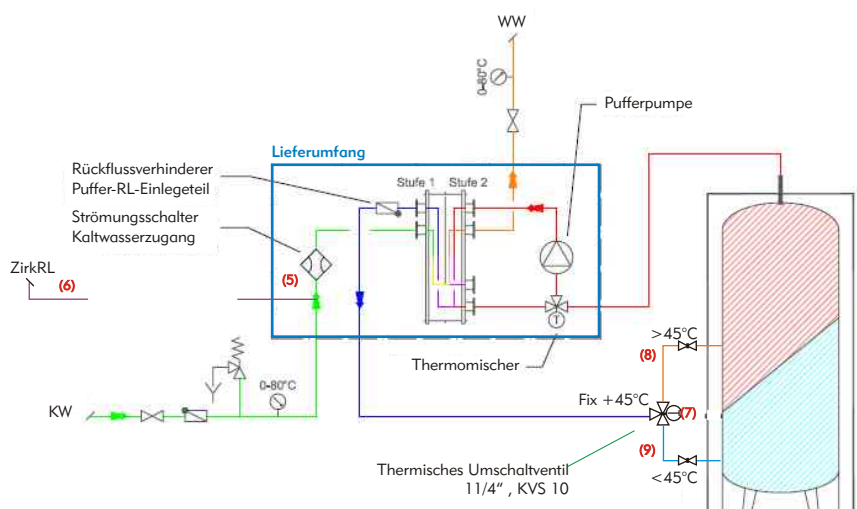 WW
0-80°C
Pufferpumpe
Lieferumfang
Rückflussverhinderer
Puffer-RL-Einlegeteil
Stufe 1
Stufe 2
Strömungsschalter
Kaltwasserzugang
ZirkRL
(6)
(5)
T
Thermomischer
>45°C
(8)
0-80°C
Fix +45°C
(7)
KW
(9)
<45°C
Thermisches Umschaltventil
11/4“ , KVS 10